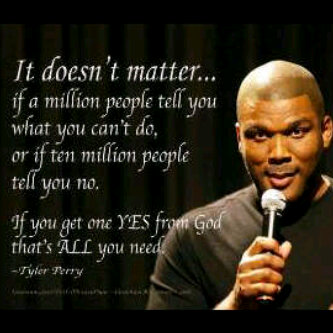 It doesn't matter...
if a million people tell you
what you can't do,
or if ten million people
tell you no.
If you get one YES from God
that's ALL you need.
~Tyler Perry